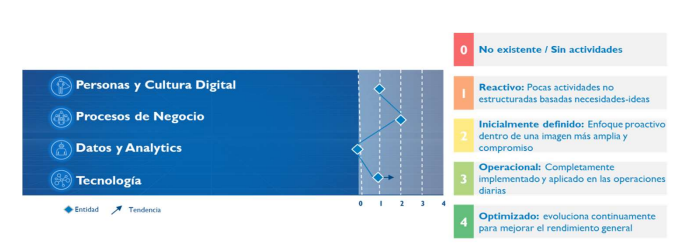 0 No existente / Sin actividades
Personas y Cultura Digital
1 Reactivo: Pocas actividades no
estructuradas basadas necesidades-ideas
Procesos de Negocio
2 Inicialmente definido: Enfoque proactivo
dentro de una imagen más amplia y
compromiso
Datos y Analytics
3 Operacional: Completamente
implementado y aplicado en las operaciones
diarias
Tecnología
0 1 2 3 4
Entidad Tendencia
4 Optimizado: evoluciona continuamente
para mejorar el rendimiento general